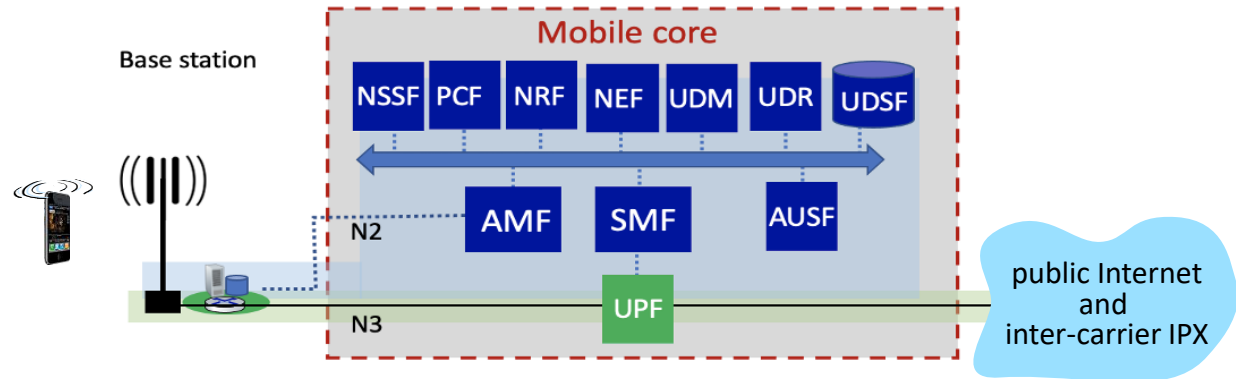 Mobile core
Base station
NSSF
PCF
NRF
NEF
UDM
UDR
UDSF
AMF
SMF
AUSF
N2
UPF
N3
public Internet
and
inter-carrier IPX